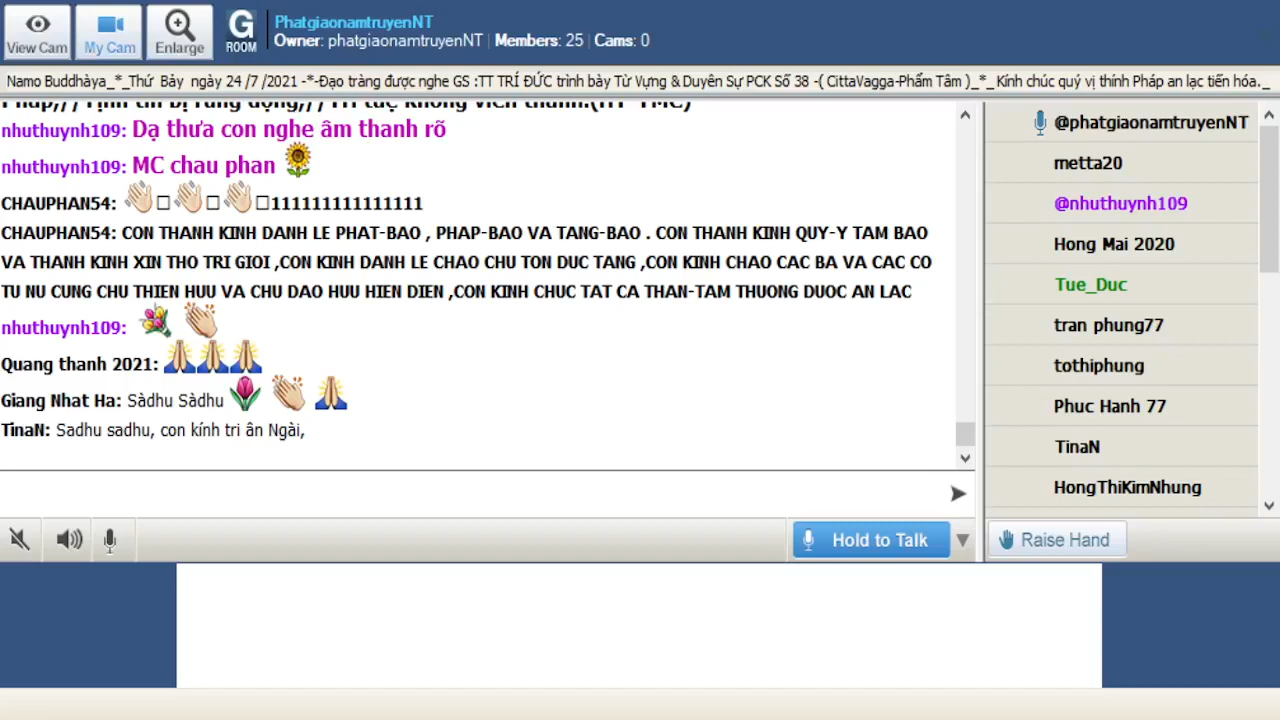 PhatgiaonamtruyenNT
Owner: phatgiaonamtruyenNT | Members: 25 | Cams: 0
View Cam
My Cam
Enlarge
G
ROOM
Namo Buddhàya_*_Thứ Bảy ngày 24 /7 /2021 -*-Đạo tràng được nghe GS :TT TRÍ ĐỨC trình bày Từ Vựng & Duyên Sự PCK Số 38 -( CittaVagga-Phẩm Tâm )_*_ Kính chúc quý vị thính Pháp an lạc tiến hóa._
nhuthuynh109: Dạ thưa con nghe âm thanh rõ
nhuthuynh109: MC chau phan
CHAUPHAN54: 111111111111111
CHAUPHAN54: CON THANH KINH DANH LE PHAT-BAO , PHAP-BAO VA TANG-BAO . CON THANH KINH QUY-Y TAM BAO
VA THANH KINH XIN THO TRI GIOI ,CON KINH DANH LE CHAO CHU TON DUC TANG ,CON KINH CHAO CAC BA VA CAC CO
TU NU CUNG CHU THIEN HUU VA CHU DAO HUU HIEN DIEN ,CON KINH CHUC TAT CA THAN-TAM THUONG DUOC AN LAC
nhuthuynh109:
Quang thanh 2021:
Giang Nhat Ha: Sàdhu Sàdhu
TinaN: Sadhu sadhu, con kính tri ân Ngài,
@phatgiaonamtruyenNT
metta20
@nhuthuynh109
Hong Mai 2020
Tue_Duc
tran phung77
tothiphung
Phuc Hanh 77
TinaN
HongThiKimNhung
Hold to Talk
Raise Hand